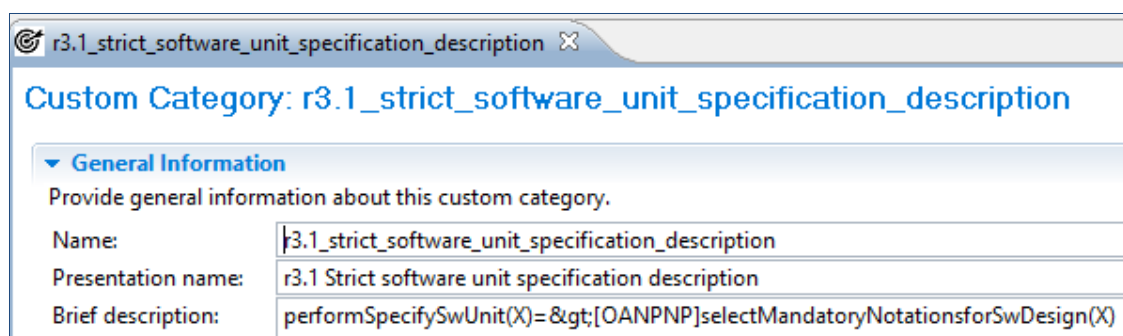 r3.1_strict_software_unit_specification_description
Custom Category: r3.1_strict_software_unit_specification_description
General Information
Provide general information about this custom category.
Name: r3.1_strict_software_unit_specification_description
Presentation name: r3.1 Strict software unit specification description
Brief description: performSpecifySwUnit(X)=&gt;[OANPNP]selectMandatoryNotationsforSwDesign(X)